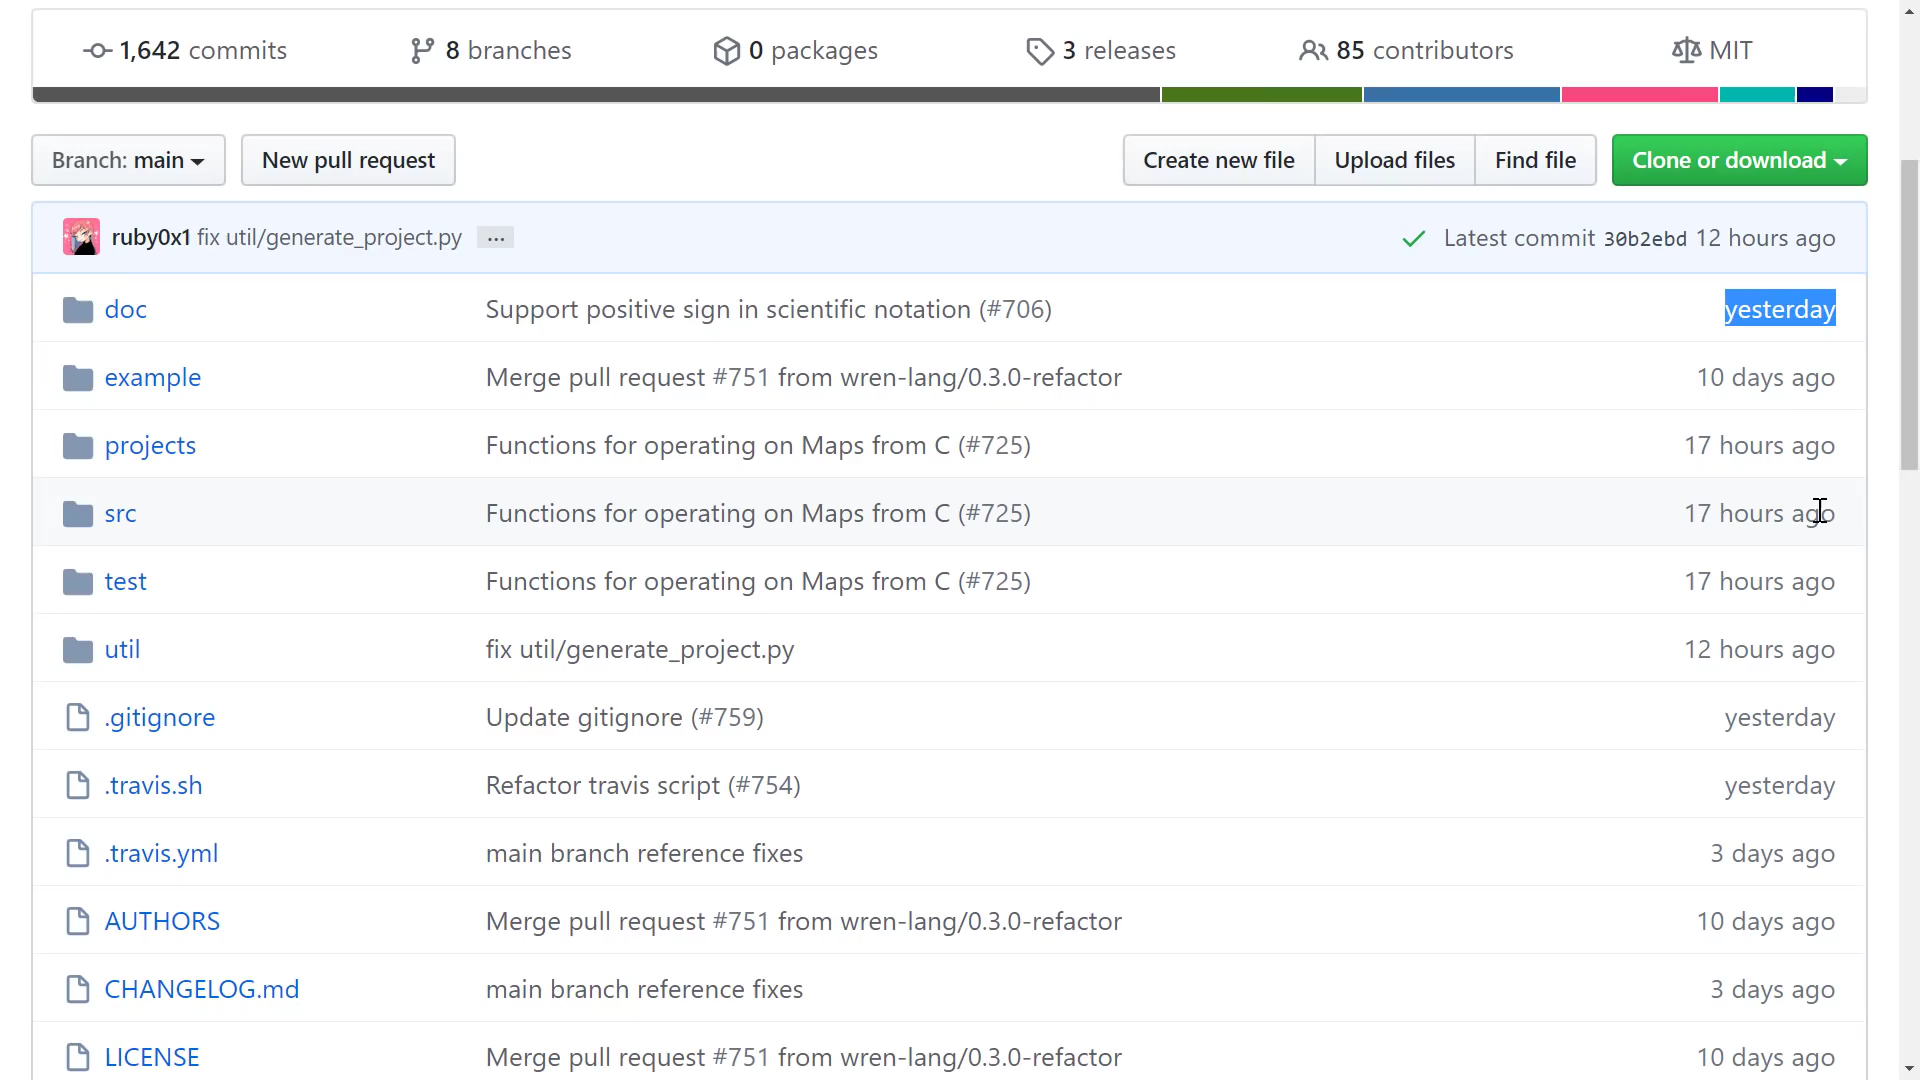 1,642 commits 8 branches 0 packages 3 releases 85 contributors MIT
Branch: main New pull request Create new file Upload files Find file Clone or download
ruby0x1 fix util/generate_project.py … Latest commit 30b2ebd 12 hours ago
doc Support positive sign in scientific notation (#706) yesterday
example Merge pull request #751 from wren-lang/0.3.0-refactor 10 days ago
projects Functions for operating on Maps from C (#725) 17 hours ago
src Functions for operating on Maps from C (#725) 17 hours ago
test Functions for operating on Maps from C (#725) 17 hours ago
util fix util/generate_project.py 12 hours ago
.gitignore Update gitignore (#759) yesterday
.travis.sh Refactor travis script (#754) yesterday
.travis.yml main branch reference fixes 3 days ago
AUTHORS Merge pull request #751 from wren-lang/0.3.0-refactor 10 days ago
CHANGELOG.md main branch reference fixes 3 days ago
LICENSE Merge pull request #751 from wren-lang/0.3.0-refactor 10 days ago